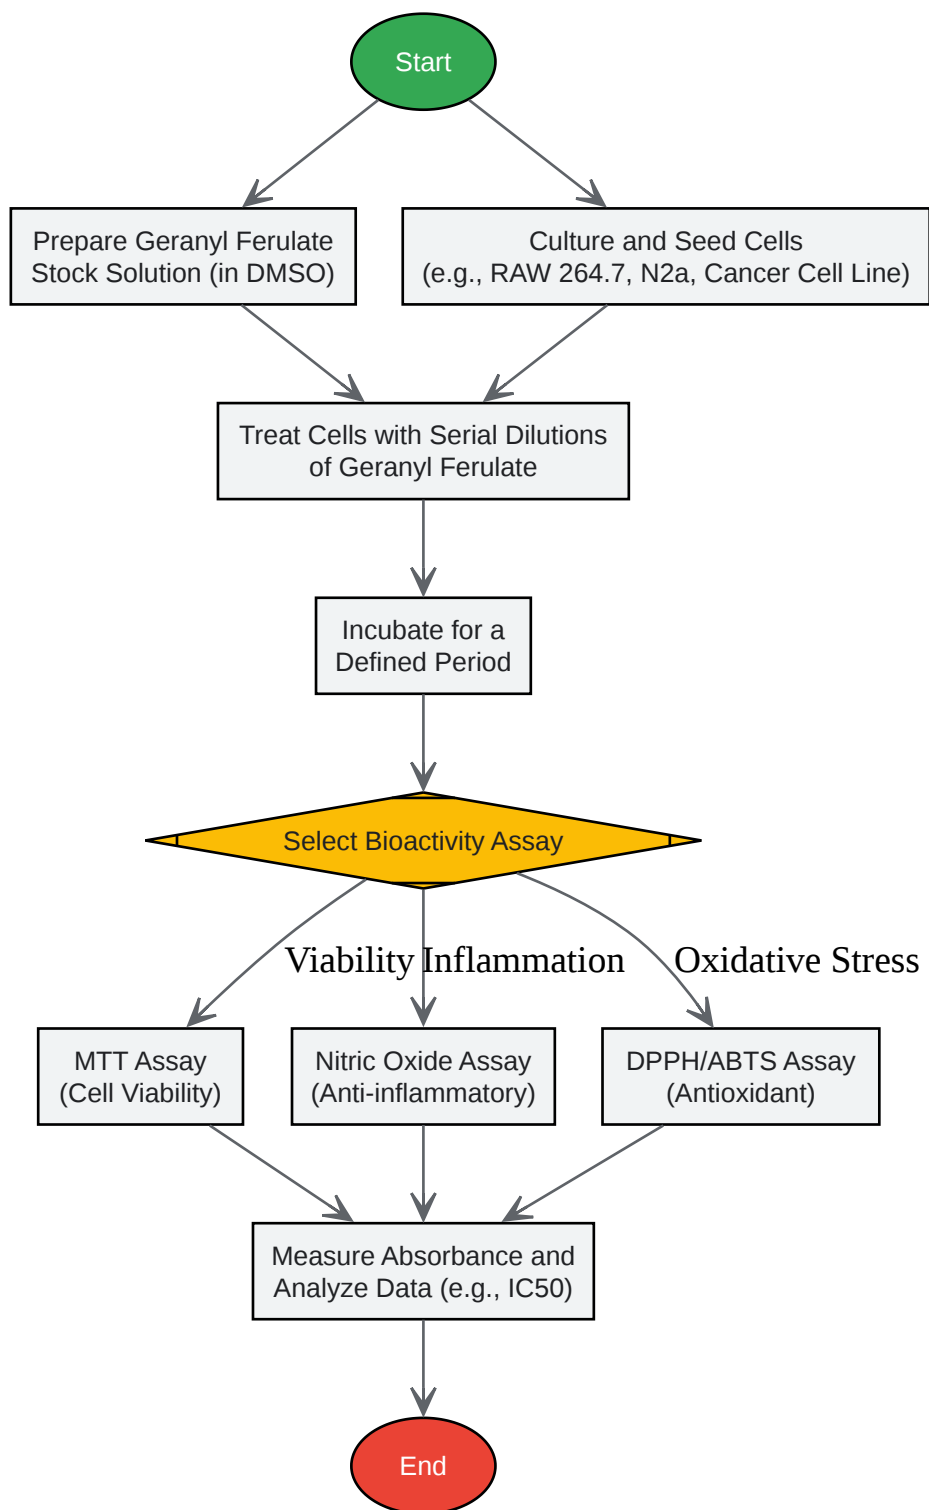 Start
Prepare Geranyl Ferulate
Stock Solution (in DMSO)
Culture and Seed Cells
(e.g., RAW 264.7, N2a, Cancer Cell Line)
Treat Cells with Serial Dilutions
of Geranyl Ferulate
Incubate for a
Defined Period
Select Bioactivity Assay
Viability
Inflammation
Oxidative Stress
MTT Assay
(Cell Viability)
Nitric Oxide Assay
(Anti-inflammatory)
DPPH/ABTS Assay
(Antioxidant)
Measure Absorbance and
Analyze Data (e.g., IC50)
End